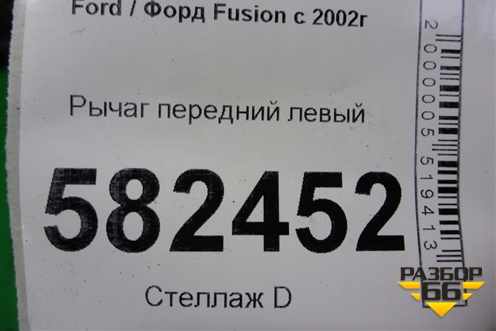 Ford / Форд Fusion с 2002г
Рычаг передний левый
582452
Стеллаж D
2000005519413
РАЗБОР
66